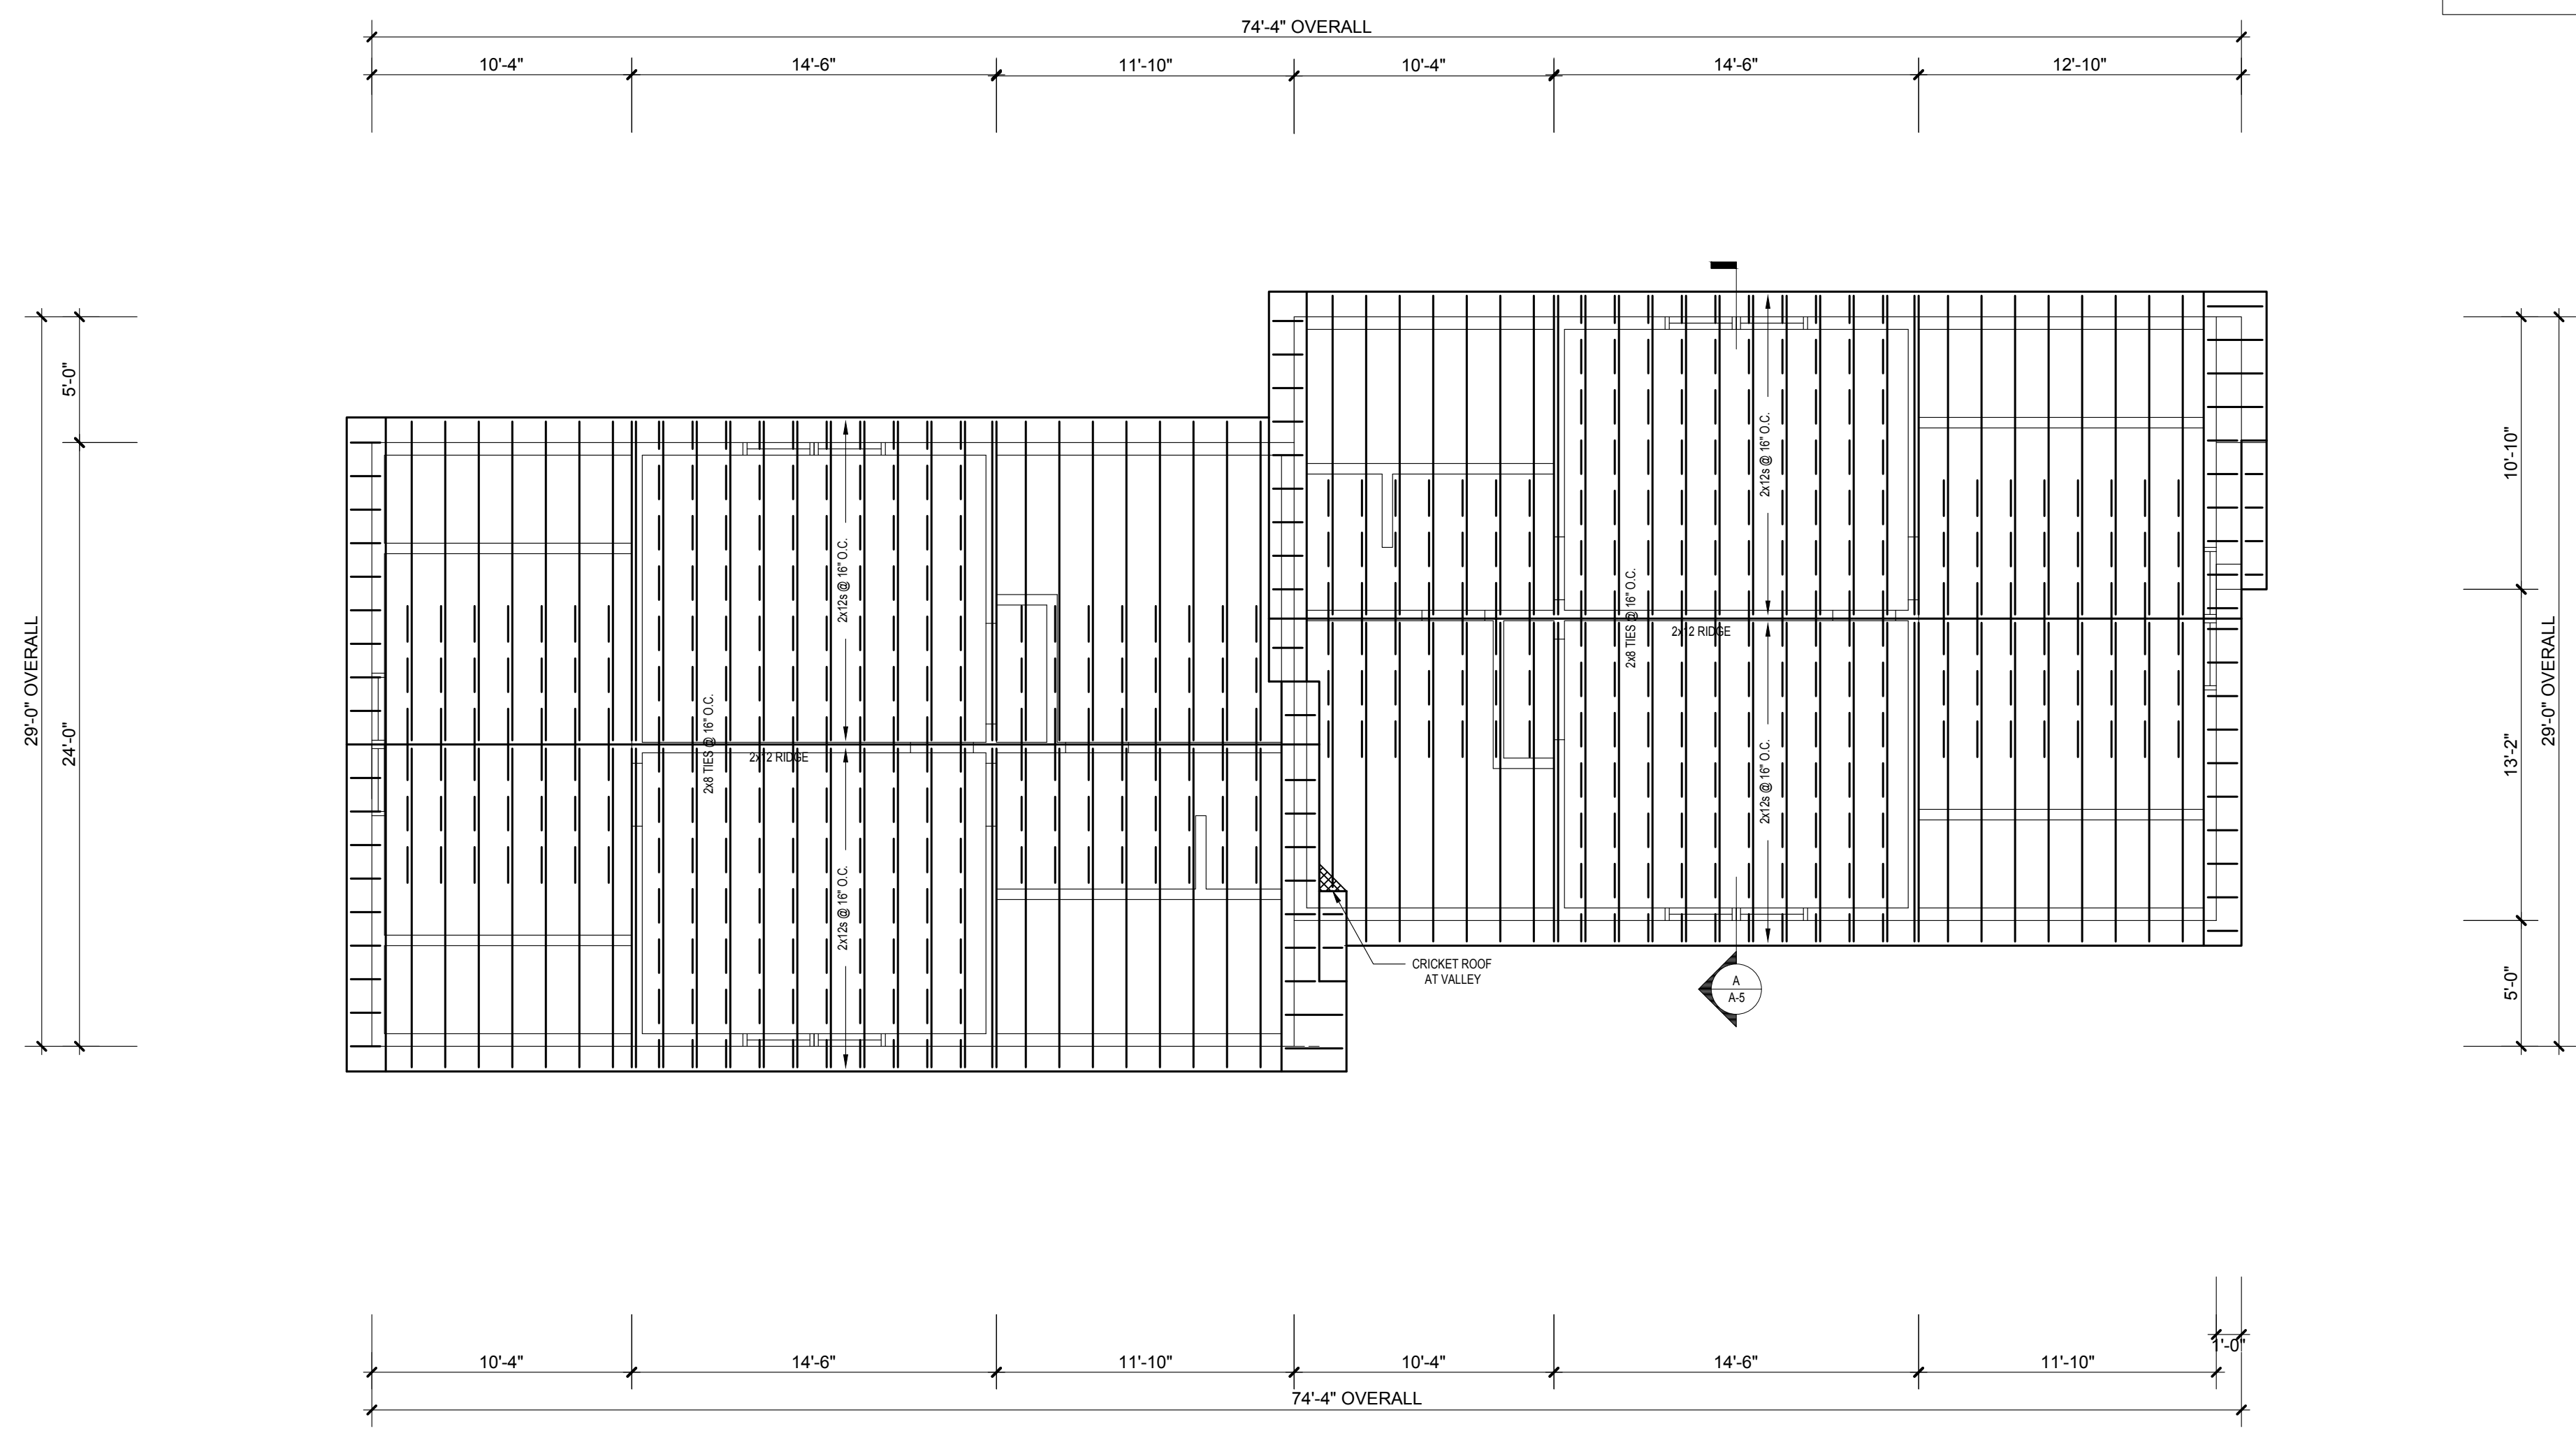 74'-4" OVERALL
10'-4"
14'-6"
11'-10"
10'-4"
14'-6"
12'-10"
29'-0" OVERALL
5'-0"
24'-0"
2x12s @ 16" O.C.
2x8 TIES @ 16" O.C.
2x12 RIDGE
2x12s @ 16" O.C.
2x12s @ 16" O.C.
2x8 TIES @ 16" O.C.
2x12 RIDGE
2x12s @ 16" O.C.
CRICKET ROOF
AT VALLEY
A
A-5
10'-10"
13'-2"
5'-0"
29'-0" OVERALL
1'-0"
10'-4"
14'-6"
11'-10"
10'-4"
14'-6"
11'-10"
74'-4" OVERALL